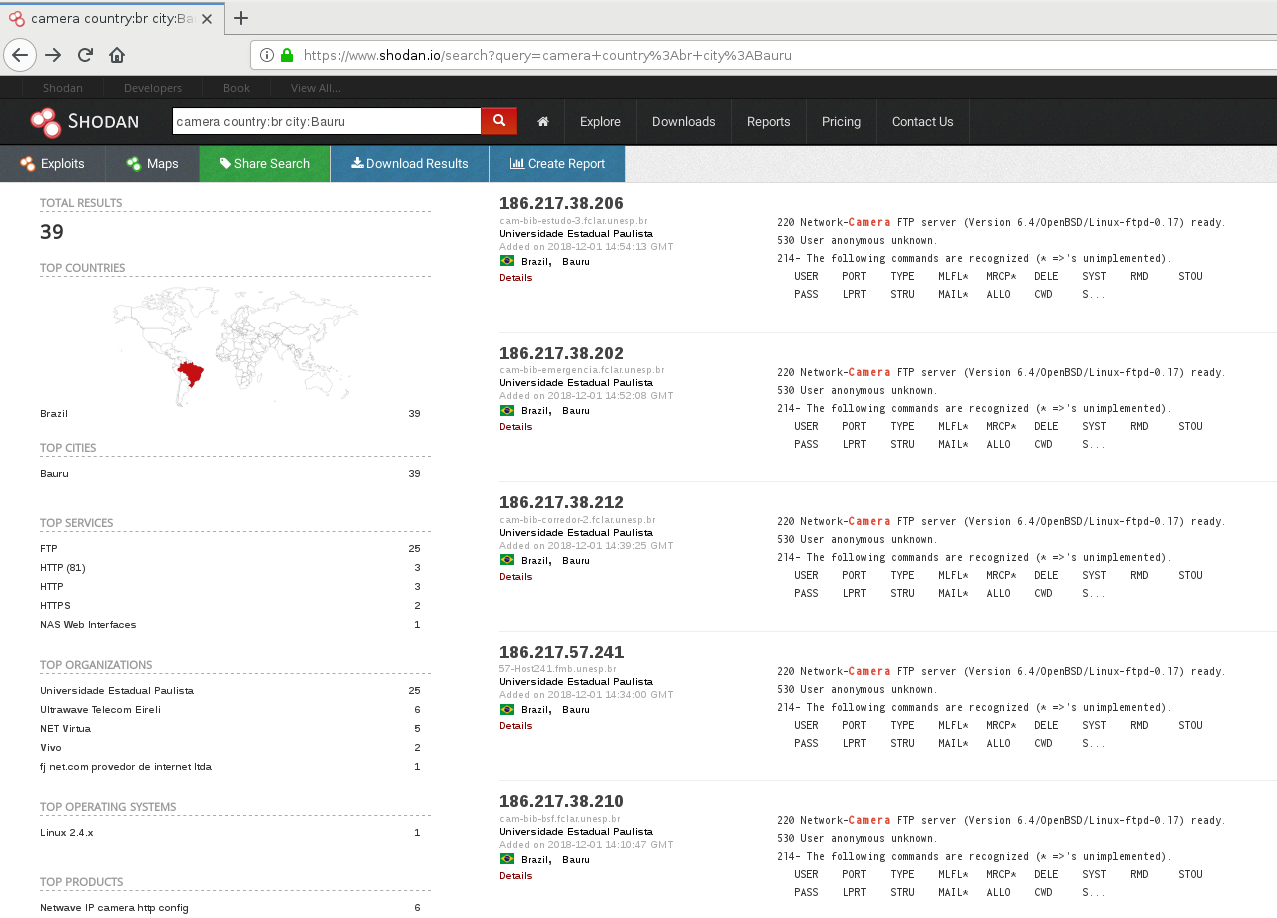 camera country:br city:Ba
https://www.shodan.io/search?query=camera+country%3Abr+city%3ABauru
Shodan Developers Book View All...
SHODAN
camera country:br city:Bauru
Explore Downloads Reports Pricing Contact Us
Exploits Maps Share Search Download Results Create Report
TOTAL RESULTS
39
TOP COUNTRIES
Brazil 39
TOP CITIES
Bauru 39
TOP SERVICES
FTP 25
HTTP (81) 3
HTTP 3
HTTPS 2
NAS Web Interfaces 1
TOP ORGANIZATIONS
Universidade Estadual Paulista 25
Ultrawave Telecom Eireli 6
NET Virtua 5
Vivo 2
fj net.com provedor de internet ltda 1
TOP OPERATING SYSTEMS
Linux 2.4.x 1
TOP PRODUCTS
Netwave IP camera http config 6
186.217.38.206
cam-bib-estudo-3.fclar.unesp.br
Universidade Estadual Paulista
Added on 2018-12-01 14:54:13 GMT
Brazil, Bauru
Details
220 Network-Camera FTP server (Version 6.4/OpenBSD/Linux-ftpd-0.17) ready.
530 User anonymous unknown.
214- The following commands are recognized (* =>'s unimplemented).
USER PORT TYPE MLFL* MRCP* DELE SYST RMD STOU
PASS LPRT STRU MAIL* ALLO CWD S...
186.217.38.202
cam-bib-emergencia.fclar.unesp.br
Universidade Estadual Paulista
Added on 2018-12-01 14:52:08 GMT
Brazil, Bauru
Details
220 Network-Camera FTP server (Version 6.4/OpenBSD/Linux-ftpd-0.17) ready.
530 User anonymous unknown.
214- The following commands are recognized (* =>'s unimplemented).
USER PORT TYPE MLFL* MRCP* DELE SYST RMD STOU
PASS LPRT STRU MAIL* ALLO CWD S...
186.217.38.212
cam-bib-corredor-2.fclar.unesp.br
Universidade Estadual Paulista
Added on 2018-12-01 14:39:25 GMT
Brazil, Bauru
Details
220 Network-Camera FTP server (Version 6.4/OpenBSD/Linux-ftpd-0.17) ready.
530 User anonymous unknown.
214- The following commands are recognized (* =>'s unimplemented).
USER PORT TYPE MLFL* MRCP* DELE SYST RMD STOU
PASS LPRT STRU MAIL* ALLO CWD S...
186.217.57.241
57-Host241.fmb.unesp.br
Universidade Estadual Paulista
Added on 2018-12-01 14:34:00 GMT
Brazil, Bauru
Details
220 Network-Camera FTP server (Version 6.4/OpenBSD/Linux-ftpd-0.17) ready.
530 User anonymous unknown.
214- The following commands are recognized (* =>'s unimplemented).
USER PORT TYPE MLFL* MRCP* DELE SYST RMD STOU
PASS LPRT STRU MAIL* ALLO CWD S...
186.217.38.210
cam-bib-bsf.fclar.unesp.br
Universidade Estadual Paulista
Added on 2018-12-01 14:10:47 GMT
Brazil, Bauru
Details
220 Network-Camera FTP server (Version 6.4/OpenBSD/Linux-ftpd-0.17) ready.
530 User anonymous unknown.
214- The following commands are recognized (* =>'s unimplemented).
USER PORT TYPE MLFL* MRCP* DELE SYST RMD STOU
PASS LPRT STRU MAIL* ALLO CWD S...